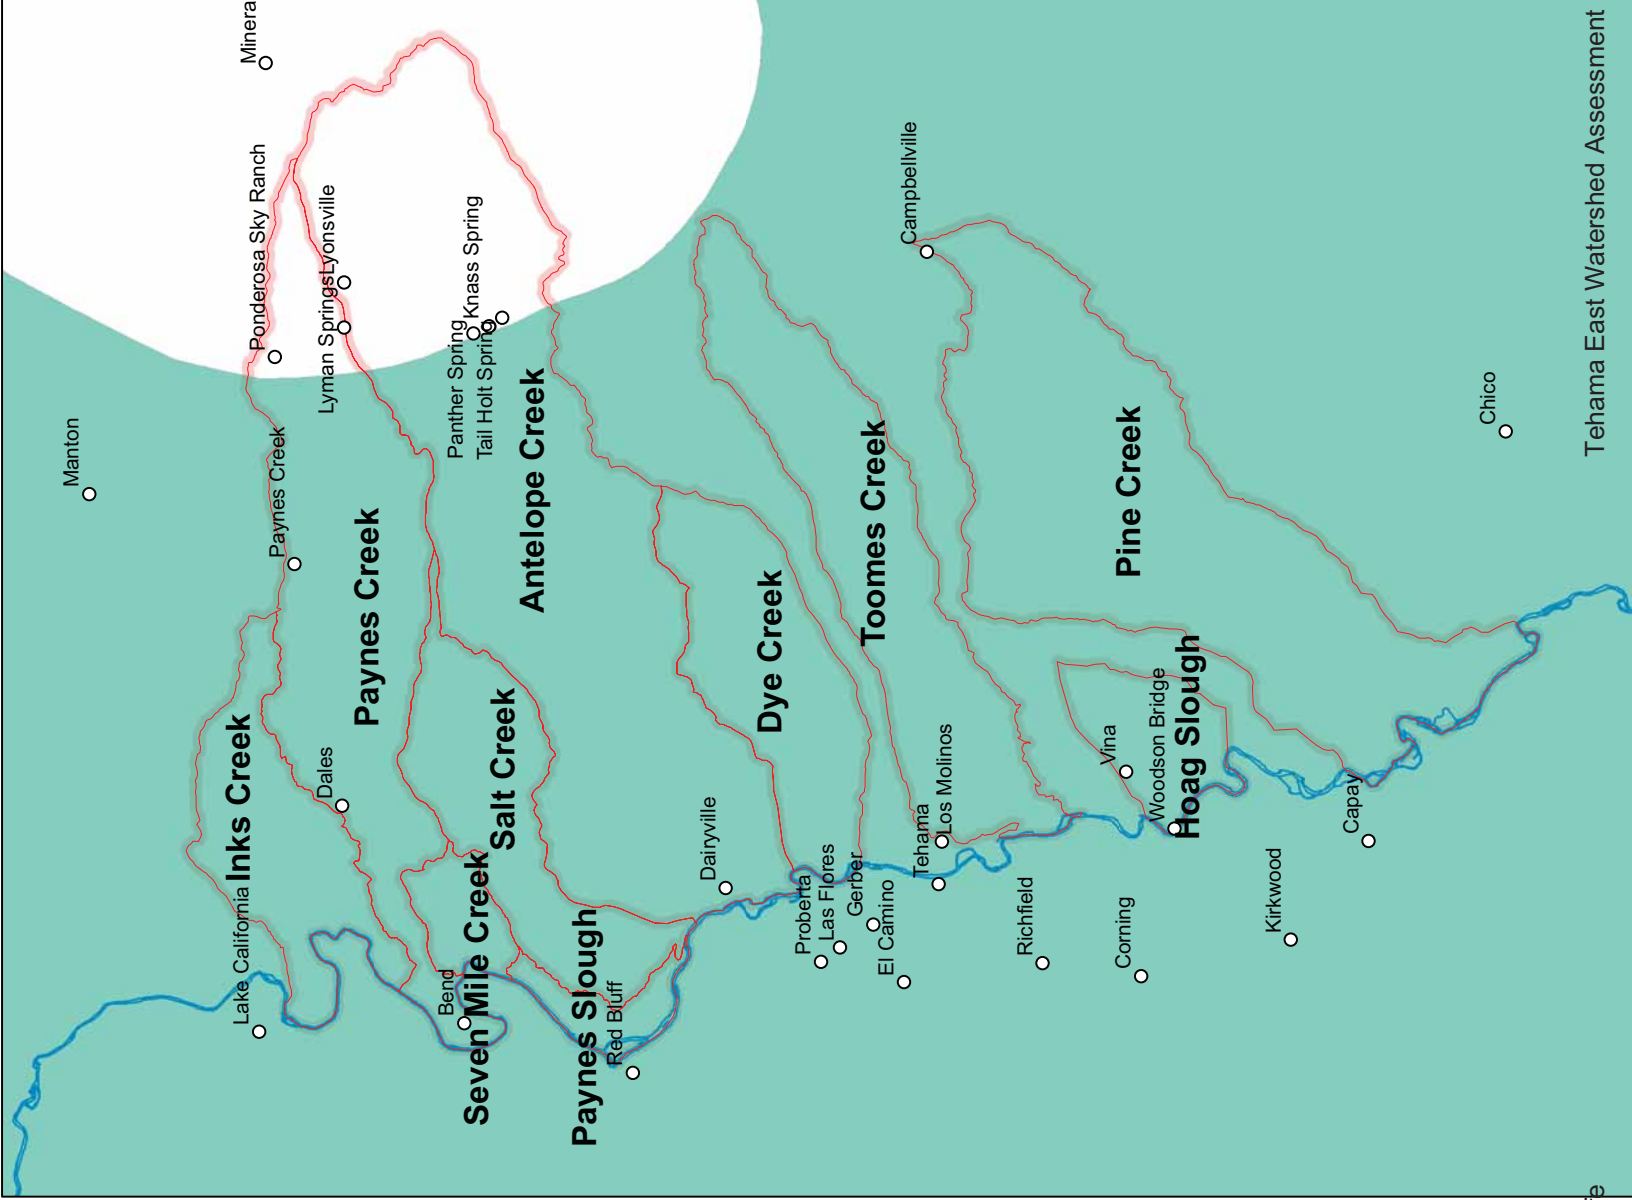 Manton
Lake California
Inks Creek
Minera
Ponderosa Sky Ranch
Paynes Creek
Dales
Lyman Springs
Lyonsville
Paynes Creek
Bend
Panther Spring
Knass Spring
Seven Mile Creek
Tail Holt Spring
Salt Creek
Antelope Creek
Paynes Slough
Red Bluff
Dairyville
Dye Creek
Proberta
Las Flores
Gerber
Toomes Creek
El Camino
Campbellville
Tehama
Los Molinos
Richfield
Vina
Corning
Pine Creek
Woodson Bridge
Hoag Slough
Kirkwood
Capay
Chico
Tehama East Watershed Assessment